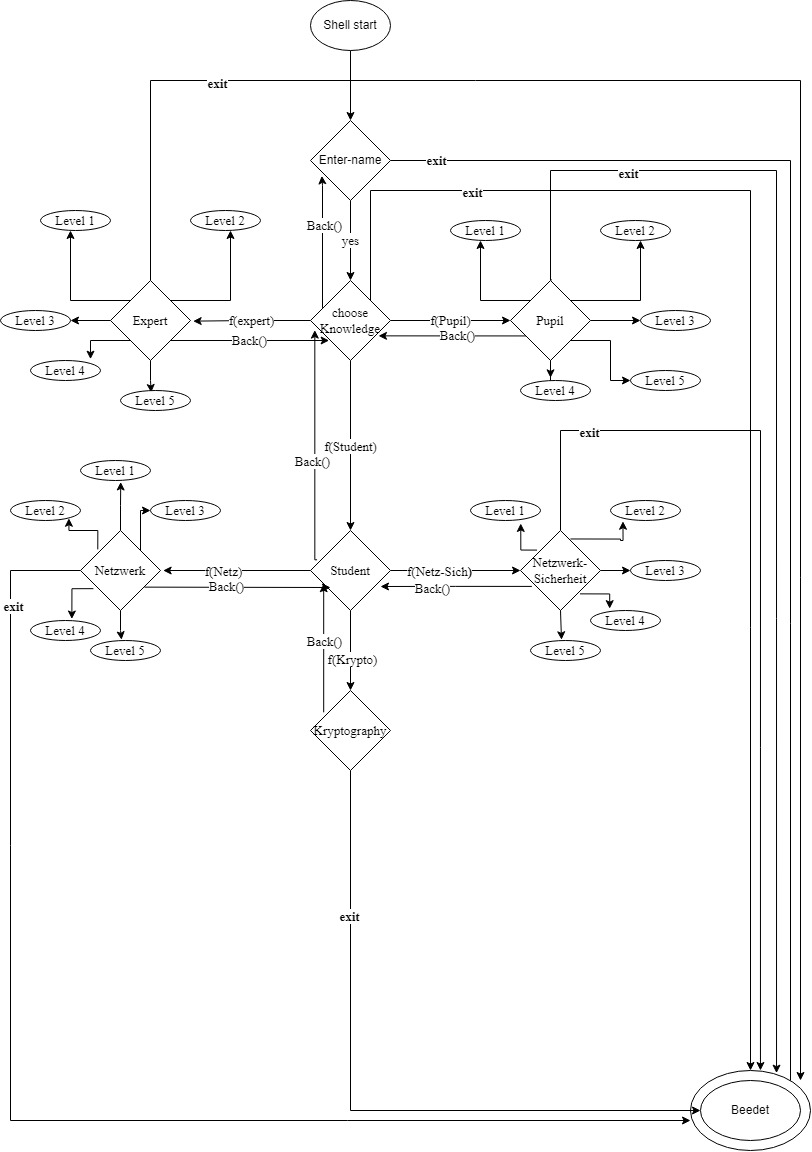 Shell start
exit
Enter-name
exit
exit
exit
Level 1
Level 2
Back()
yes
Level 1
Level 2
Level 3
Expert
f(expert)
choose
Knowledge
f(Pupil)
Pupil
Level 3
Back()
Back()
Level 4
Level 5
Level 4
Level 5
f(Student)
Back()
exit
Level 1
Level 2
Level 3
Level 1
Level 2
Netzwerk
f(Netz)
Student
f(Netz-Sich)
Netzwerk-
Sicherheit
Level 3
Back()
Back()
exit
Level 4
Level 5
Back()
f(Krypto)
Level 4
Level 5
Kryptography
exit
Beedet